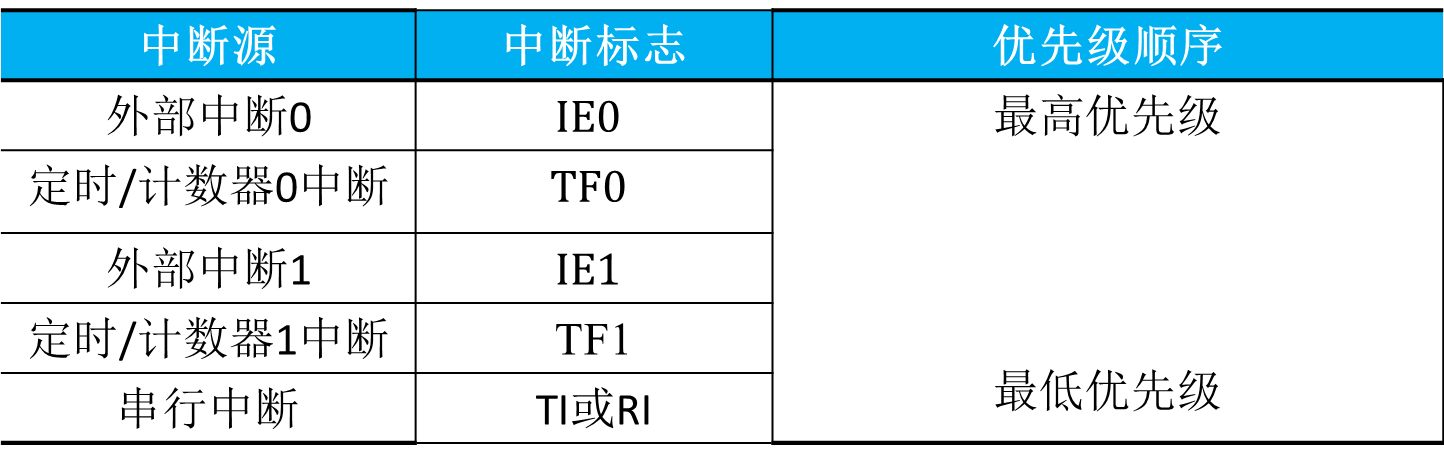 中断源 中断标志 优先级顺序
外部中断0 IE0 最高优先级
定时/计数器0中断 TF0
外部中断1 IE1
定时/计数器1中断 TF1
串行中断 TI或RI 最低优先级